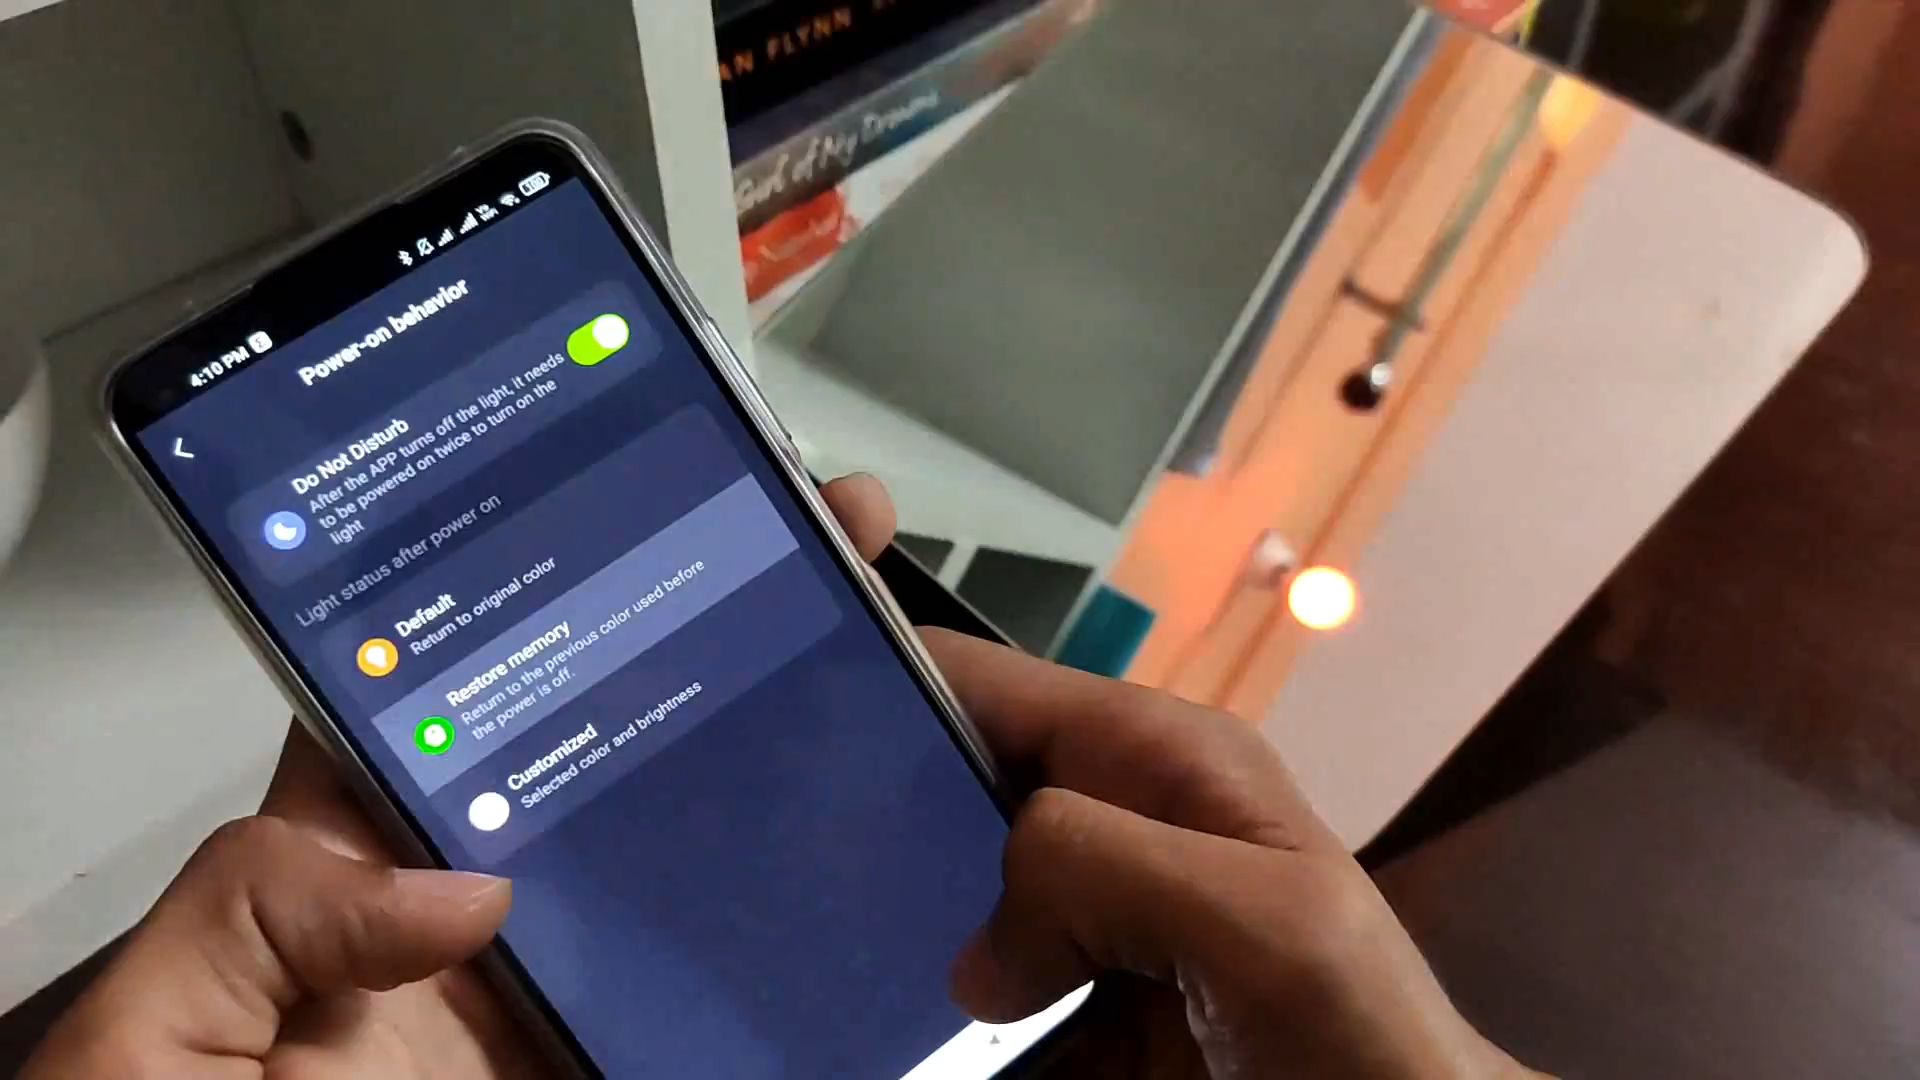 4:10 PM
100
Power-on behavior
Do Not Disturb
After the APP turns off the light, it needs
to be powered on twice to turn on the
light
Light status after power on
Default
Return to original color
Restore memory
Return to the previous color used before
the power is off.
Customized
Selected color and brightness
AN FLYNN
Girl of My Dreams